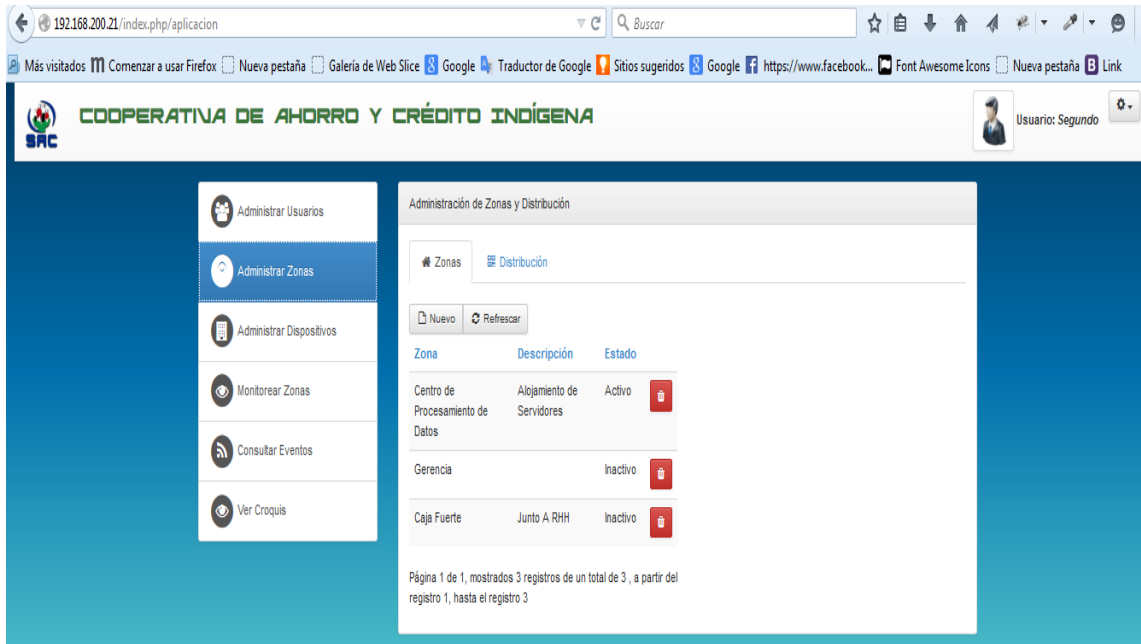 192.168.200.21/index.php/aplicacion
Buscar
Más visitados Comenzar a usar Firefox Nueva pestaña Galería de Web Slice Google Traductor de Google Sitios sugeridos Google https://www.facebook... Font Awesome Icons Nueva pestaña B Link
SAC
COOPERATIVA DE AHORRO Y CRÉDITO INDÍGENA
Usuario: Segundo
Administrar Usuarios
Administrar Zonas
Administrar Dispositivos
Monitorear Zonas
Consultar Eventos
Ver Croquis
Administración de Zonas y Distribución
Zonas Distribución
Nuevo Refrescar
Zona Descripción Estado
Centro de Alojamiento de Activo
Procesamiento de Servidores
Datos
Gerencia Inactivo
Caja Fuerte Junto A RHH Inactivo
Página 1 de 1, mostrados 3 registros de un total de 3 , a partir del
registro 1, hasta el registro 3